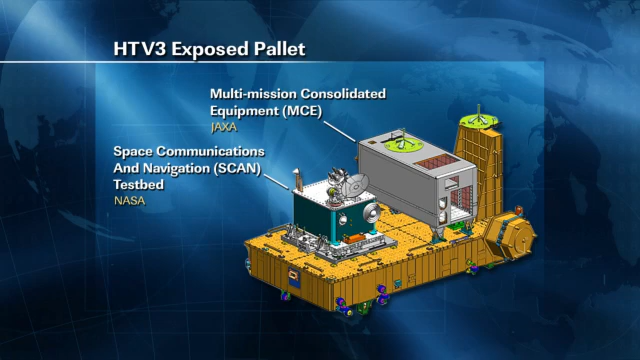 HTV3 Exposed Pallet
Multi-mission Consolidated
Equipment (MCE)
JAXA
Space Communications
And Navigation (SCAN)
Testbed
NASA